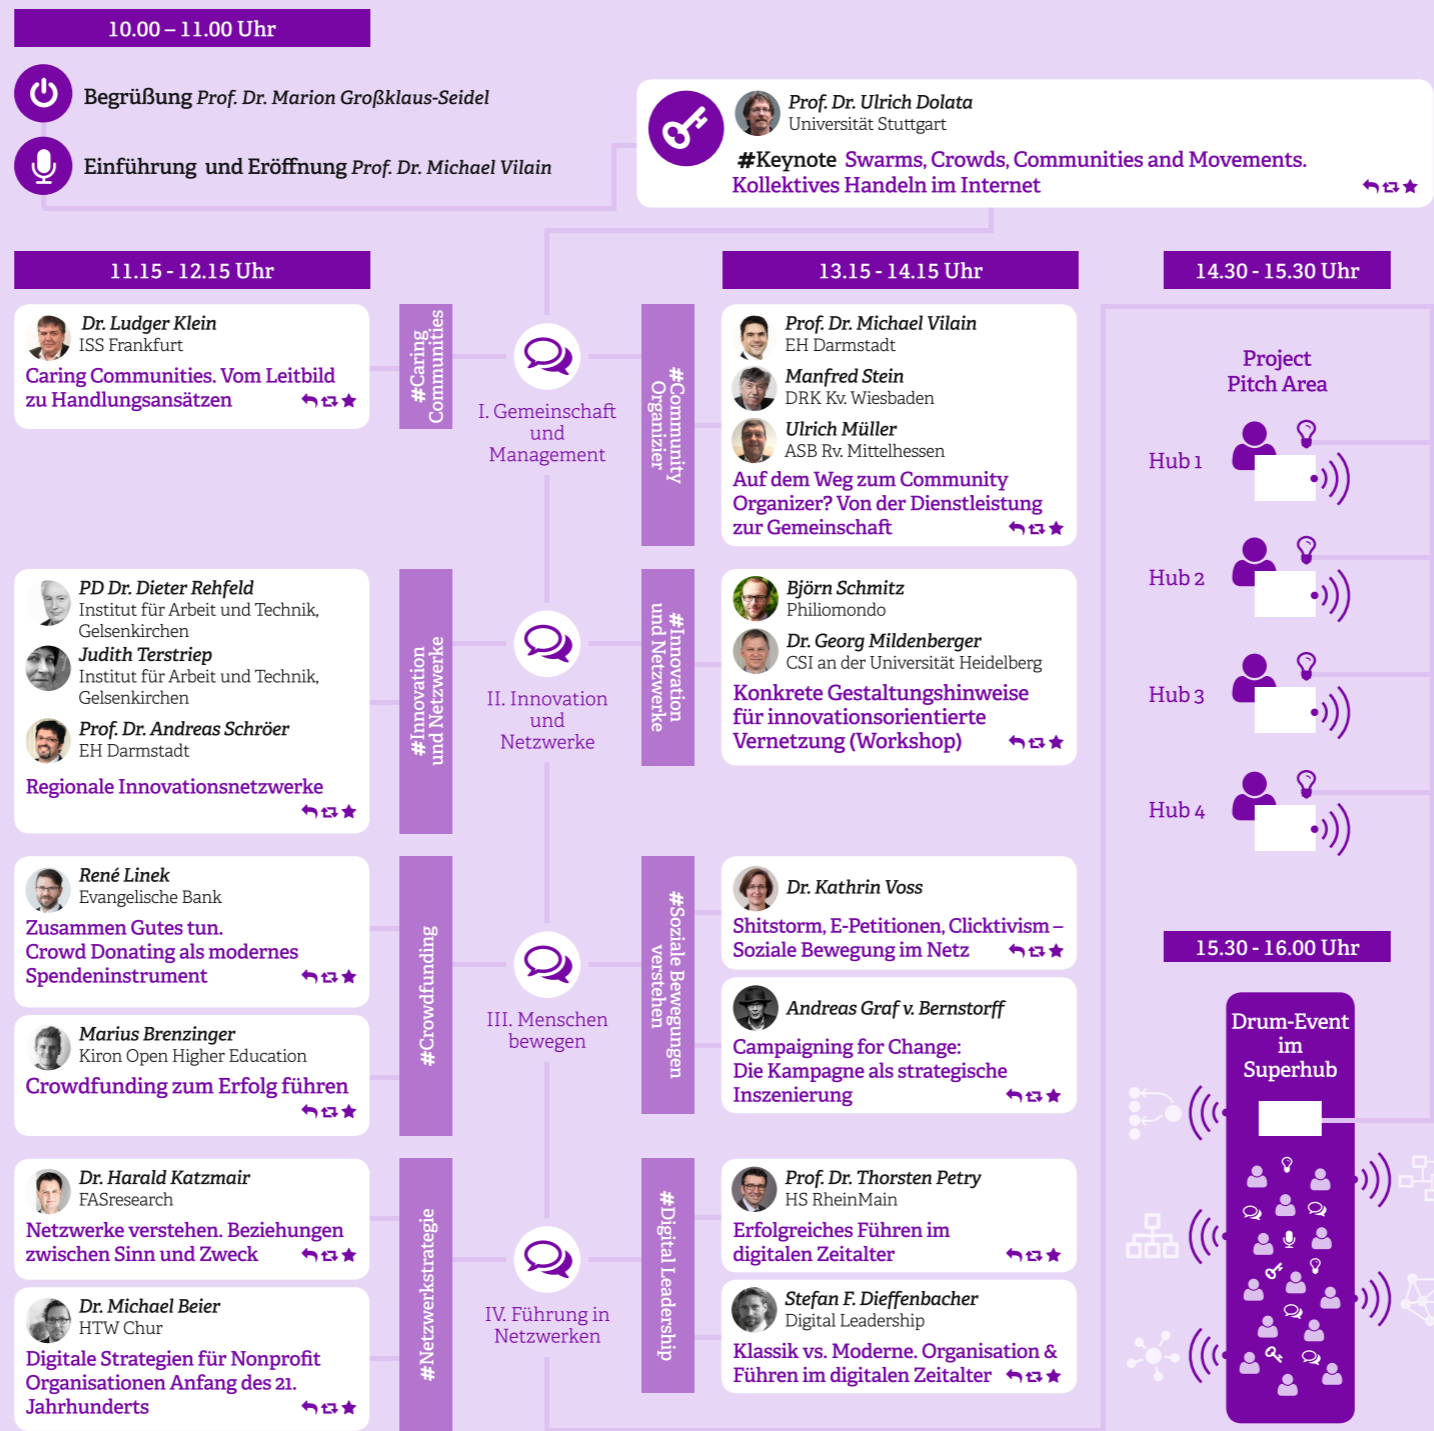 10.00 – 11.00 Uhr
Begrüßung Prof. Dr. Marion Großklaus-Seidel
Einführung und Eröffnung Prof. Dr. Michael Vilain
Prof. Dr. Ulrich Dolata
Universität Stuttgart
#Keynote Swarms, Crowds, Communities and Movements.
Kollektives Handeln im Internet
11.15 - 12.15 Uhr
13.15 - 14.15 Uhr
14.30 - 15.30 Uhr
Dr. Ludger Klein
ISS Frankfurt
Caring Communities. Vom Leitbild
zu Handlungsansätzen
#Caring
Communities
I. Gemeinschaft
und
Management
#Community
Organizier
Prof. Dr. Michael Vilain
EH Darmstadt
Manfred Stein
DRK Kv. Wiesbaden
Ulrich Müller
ASB Rv. Mittelhessen
Auf dem Weg zum Community
Organizer? Von der Dienstleistung
zur Gemeinschaft
PD Dr. Dieter Rehfeld
Institut für Arbeit und Technik,
Gelsenkirchen
Judith Terstriep
Institut für Arbeit und Technik,
Gelsenkirchen
Prof. Dr. Andreas Schröer
EH Darmstadt
Regionale Innovationsnetzwerke
#Innovation
und Netzwerke
II. Innovation
und
Netzwerke
#Innovation
und Netzwerke
Björn Schmitz
Philiomondo
Dr. Georg Mildenberger
CSI an der Universität Heidelberg
Konkrete Gestaltungshinweise
für innovationsorientierte
Vernetzung (Workshop)
René Linek
Evangelische Bank
Zusammen Gutes tun.
Crowd Donating als modernes
Spendeninstrument
Marius Brenzinger
Kiron Open Higher Education
Crowdfunding zum Erfolg führen
#Crowdfunding
III. Menschen
bewegen
#Soziale Bewegungen
verstehen
Dr. Kathrin Voss
Shitstorm, E-Petitionen, Clicktivism –
Soziale Bewegung im Netz
Andreas Graf v. Bernstorff
Campaigning for Change:
Die Kampagne als strategische
Inszenierung
Dr. Harald Katzmair
FASresearch
Netzwerke verstehen. Beziehungen
zwischen Sinn und Zweck
Dr. Michael Beier
HTW Chur
Digitale Strategien für Nonprofit
Organisationen Anfang des 21.
Jahrhunderts
#Netzwerkstrategie
IV. Führung in
Netzwerken
#Digital Leadership
Prof. Dr. Thorsten Petry
HS RheinMain
Erfolgreiches Führen im
digitalen Zeitalter
Stefan F. Dieffenbacher
Digital Leadership
Klassik vs. Moderne. Organisation &
Führen im digitalen Zeitalter
Project
Pitch Area
Hub 1
Hub 2
Hub 3
Hub 4
15.30 - 16.00 Uhr
Drum-Event
im
Superhub